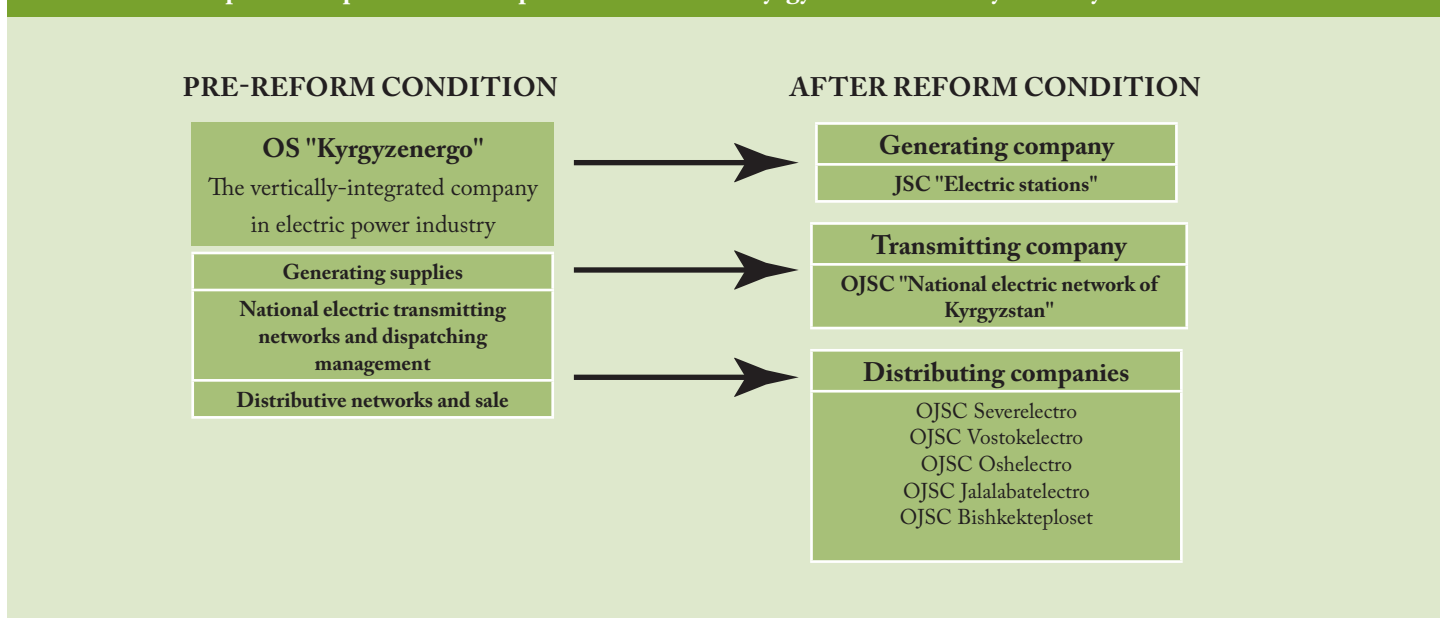 PRE-REFORM CONDITION
OS "Kyrgyzenergo"
The vertically-integrated company
in electric power industry
Generating supplies
National electric transmitting
networks and dispatching
management
Distributive networks and sale
AFTER REFORM CONDITION
Generating company
JSC "Electric stations"
Transmitting company
OJSC "National electric network of
Kyrgyzstan"
Distributing companies
OJSC Severelectro
OJSC Vostokelectro
OJSC Oshelectro
OJSC Jalalabatelectro
OJSC Bishkekteploset